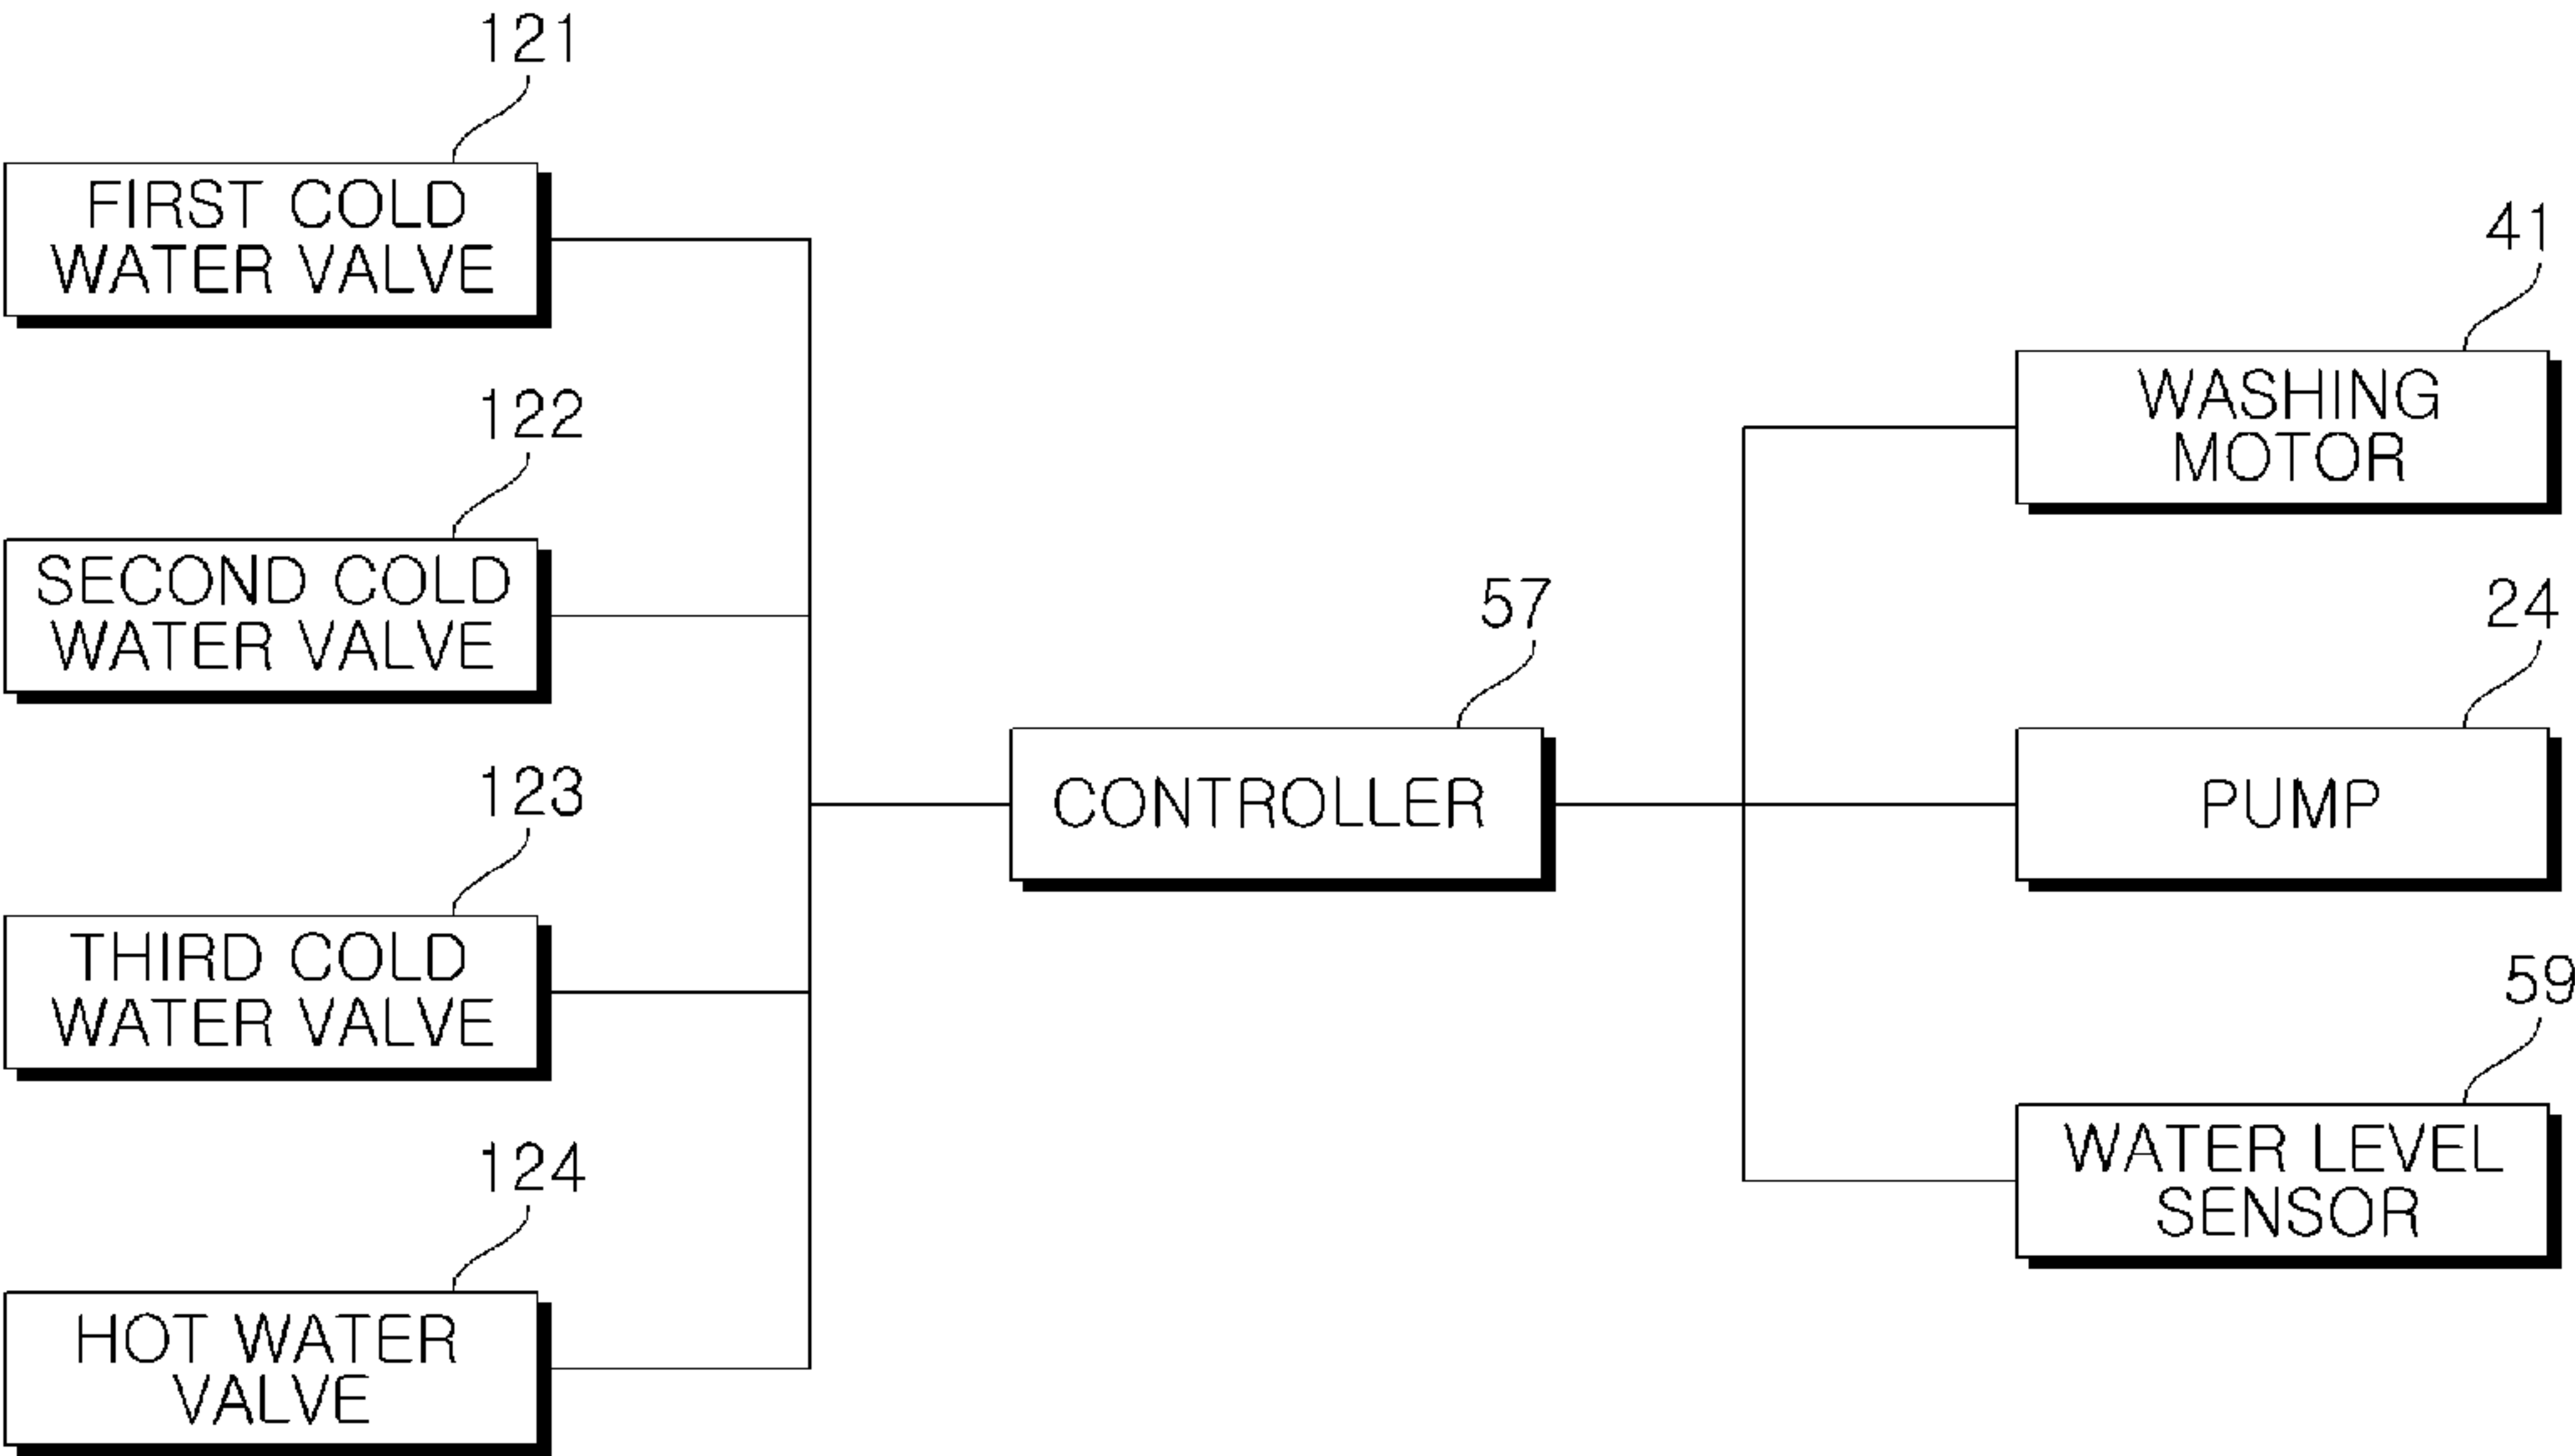 121
FIRST COLD
WATER VALVE
122
SECOND COLD
WATER VALVE
123
THIRD COLD
WATER VALVE
124
HOT WATER
VALVE
57
CONTROLLER
41
WASHING
MOTOR
24
PUMP
59
WATER LEVEL
SENSOR